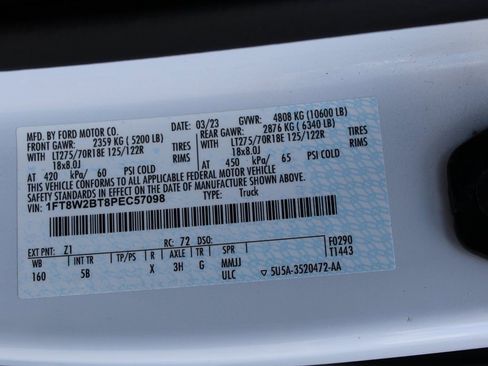 MFD. BY FORD MOTOR CO. 03/23 GVWR: 4808 KG (10600 LB)
FRONT GAWR: 2359 KG ( 5200 LB) REAR GAWR: 2876 KG ( 6340 LB)
WITH LT275/70R18E 125/122R TIRES WITH LT275/70R18E 125/122R TIRES
18x8.0J RIMS 18x8.0J RIMS
AT 420 kPa/ 60 PSI COLD AT 450 kPa/ 65 PSI COLD
THIS VEHICLE CONFORMS TO ALL APPLICABLE FEDERAL MOTOR VEHICLE
SAFETY STANDARDS IN EFFECT ON THE DATE OF MANUFACTURE SHOWN ABOVE.
VIN: 1FT8W2BT8PEC57098 TYPE: Truck
EXT PNT: Z1 RC: 72 DSO: F0290
WB INT TR TP/PS R AXLE TR SPR T1443
160 5B X 3H G MMJJ
ULC 5U5A-3520472-AA